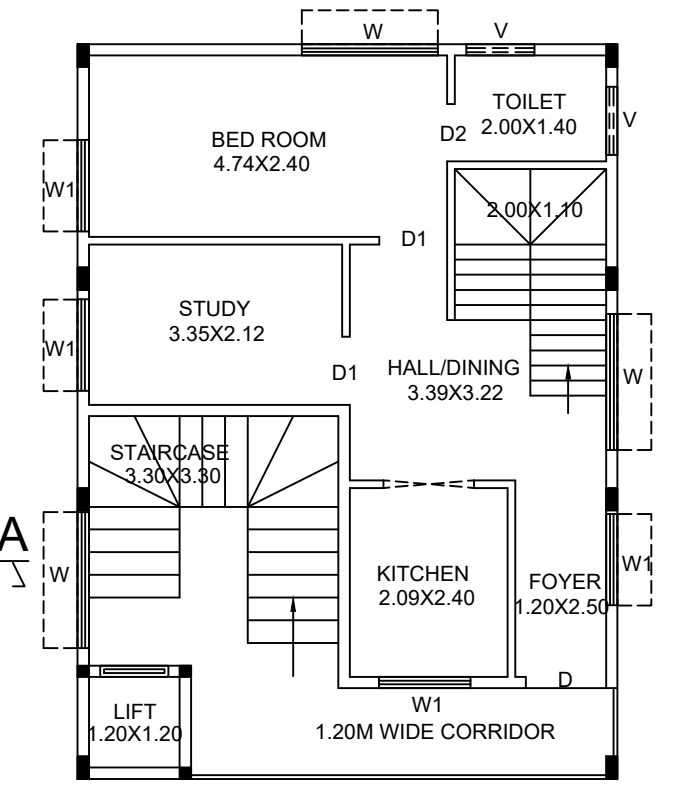 W
V
TOILET
2.00X1.40
V
BED ROOM
4.74X2.40
D2
W1
2.00X1.10
D1
STUDY
3.35X2.12
W1
D1
HALL/DINING
3.39X3.22
W
STAIRCASE
3.30X3.30
A
W
KITCHEN
2.09X2.40
FOYER
1.20X2.50
W1
D
LIFT
1.20X1.20
W1
1.20M WIDE CORRIDOR